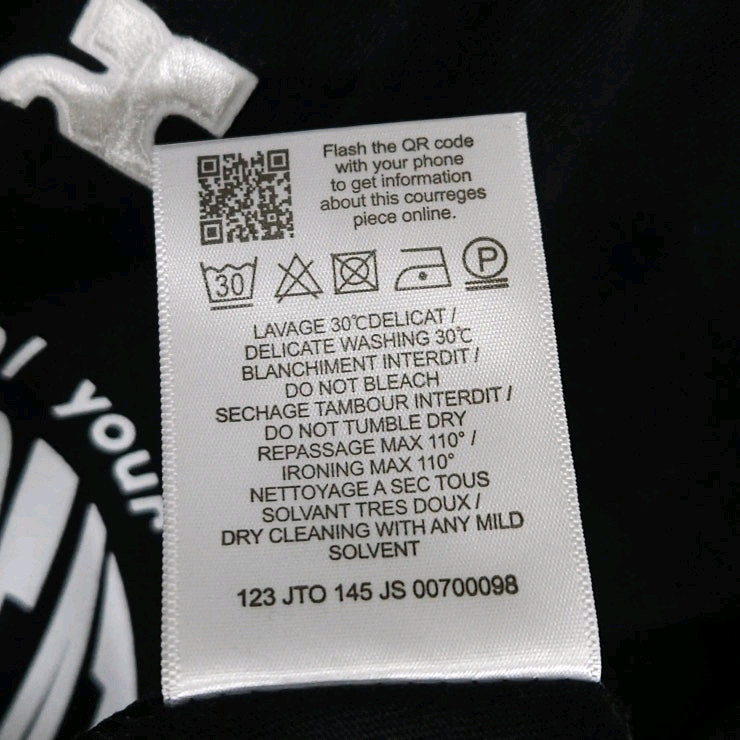 Flash the QR code
with your phone
to get information
about this courreges
piece online.
30
P
LAVAGE 30℃DELICAT /
DELICATE WASHING 30℃
BLANCHIMENT INTERDIT /
DO NOT BLEACH
SECHAGE TAMBOUR INTERDIT /
DO NOT TUMBLE DRY
REPASSAGE MAX 110° /
IRONING MAX 110°
NETTOYAGE A SEC TOUS
SOLVANT TRES DOUX /
DRY CLEANING WITH ANY MILD
SOLVENT
123 JTO 145 JS 00700098
your